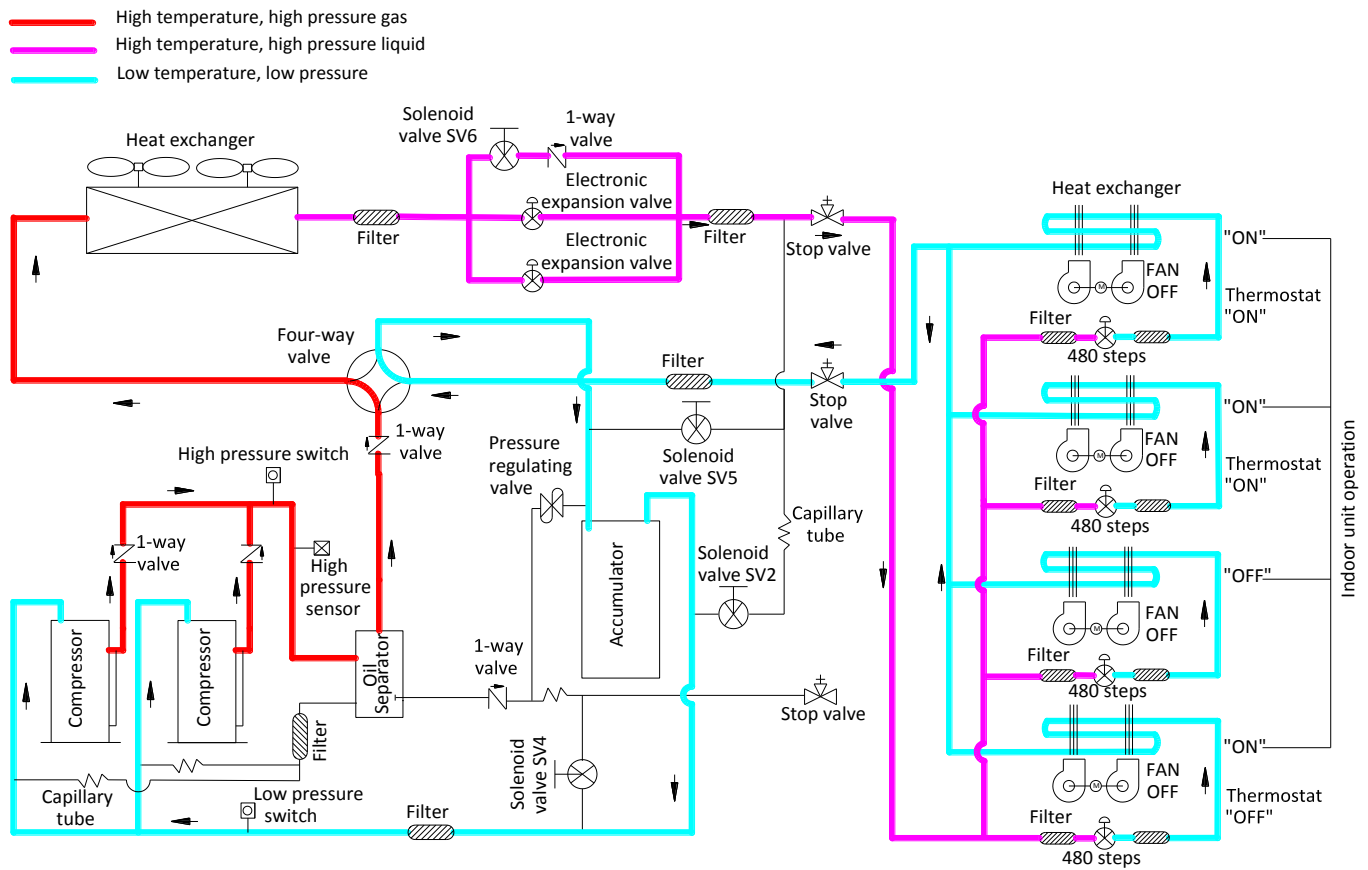 High temperature, high pressure gas
High temperature, high pressure liquid
Low temperature, low pressure
Heat exchanger
Solenoid
valve SV6
1-way
valve
Electronic
expansion valve
Electronic
expansion valve
Filter
Filter
Stop valve
Four-way
valve
Filter
Stop
valve
1-way
valve
High pressure switch
Pressure
regulating
valve
Solenoid
valve SV5
Capillary
tube
1-way
valve
High
pressure
sensor
Solenoid
valve SV2
Accumulator
Compressor
Compressor
Oil
Separator
1-way
valve
Stop valve
Filter
Solenoid
valve SV4
Capillary
tube
Low pressure
switch
Filter
Heat exchanger
"ON"
FAN
OFF
M
Thermostat
"ON"
Filter
480 steps
"ON"
FAN
OFF
M
Thermostat
"ON"
Filter
480 steps
"OFF"
FAN
OFF
M
Filter
480 steps
"ON"
FAN
OFF
M
Thermostat
"OFF"
Filter
480 steps
Indoor unit operation